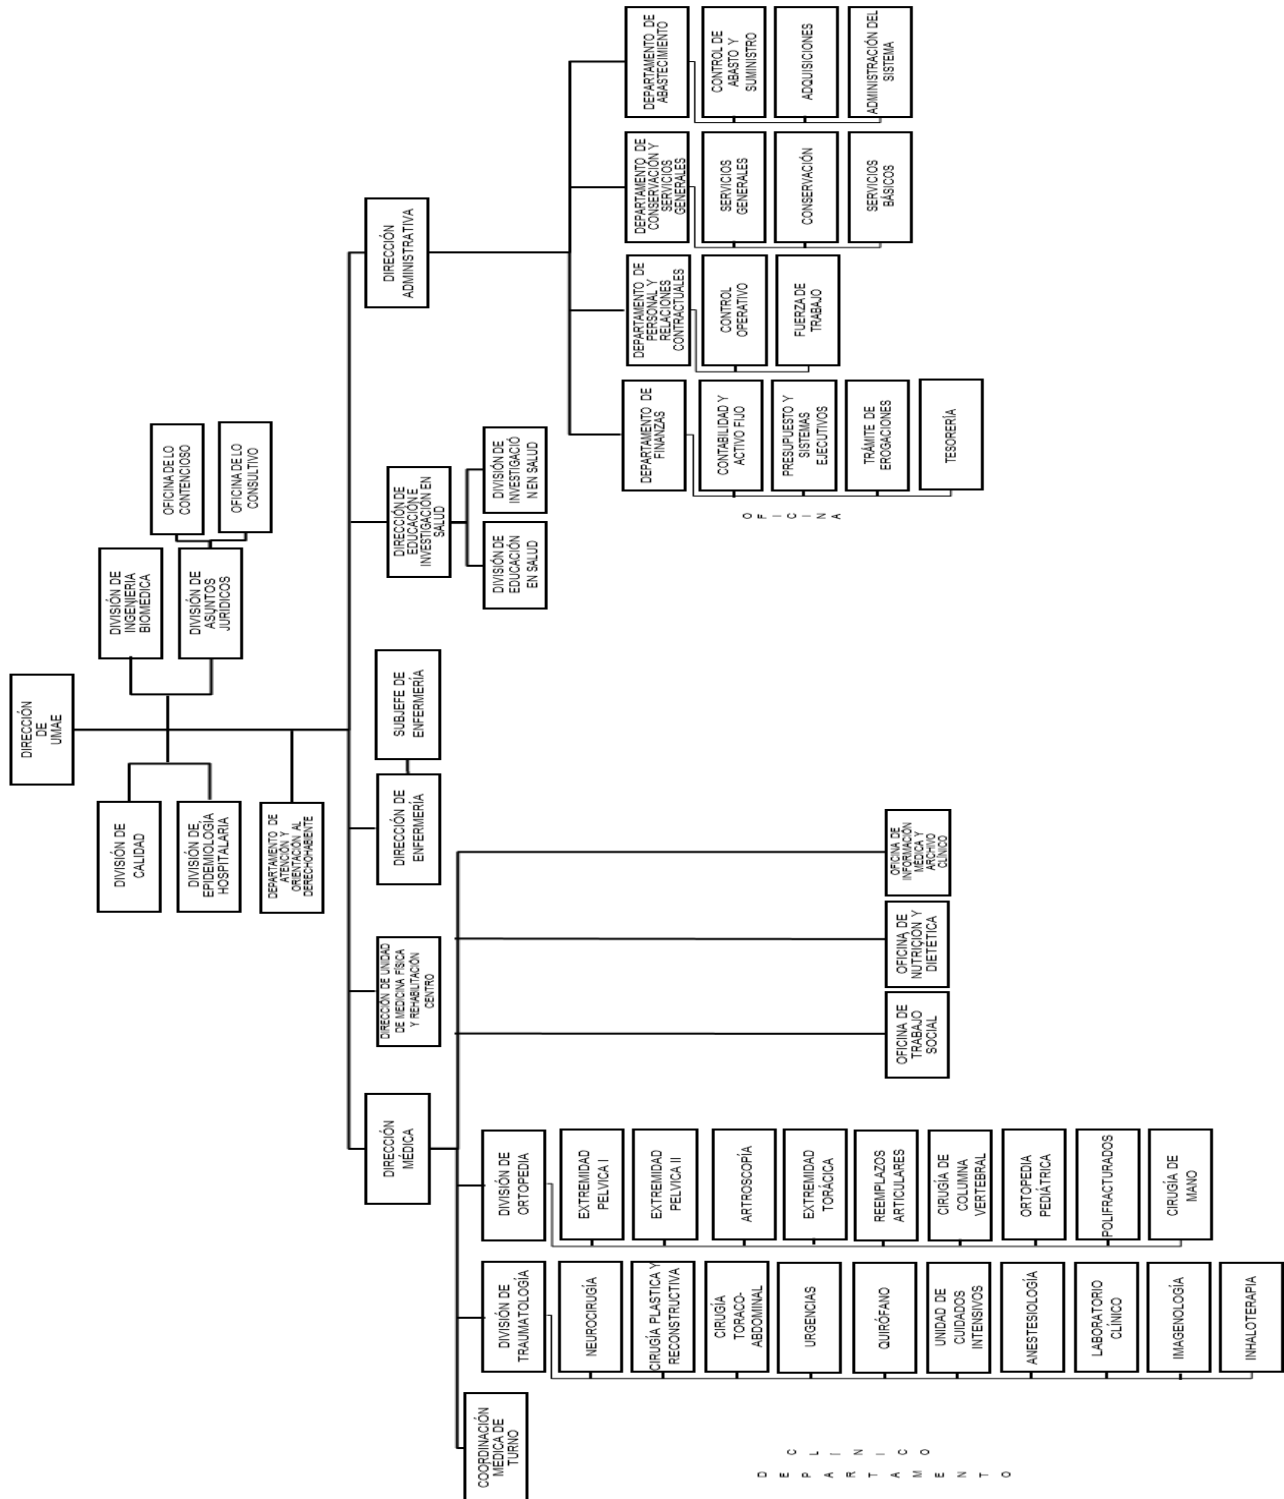 DIRECCIÓN
DE
UMAE
DIVISIÓN DE
CALIDAD
DIVISIÓN DE
EPIDEMIOLOGÍA
HOSPITALARIA
DEPARTAMENTO DE
ATENCIÓN Y
ORIENTACIÓN AL
DERECHOHABIENTE
DIVISIÓN DE
INGENIERIA
BIOMÉDICA
DIVISIÓN DE
ASUNTOS
JURÍDICOS
OFICINA DE LO
CONTENCIOSO
OFICINA DE LO
CONSULTIVO
DIRECCIÓN
MÉDICA
DIRECCIÓN DE UNIDAD
DE MEDICINA FÍSICA
Y REHABILITACIÓN
CENTRO
DIRECCIÓN DE
ENFERMERÍA
SUBJEFE DE
ENFERMERÍA
DIRECCIÓN DE
EDUCACIÓN E
INVESTIGACIÓN EN
SALUD
DIVISIÓN DE
EDUCACIÓN
EN SALUD
DIVISIÓN DE
INVESTIGACIÓ
N EN SALUD
DIRECCIÓN
ADMINISTRATIVA
COORDINACIÓN
MÉDICA DE
TURNO
DEPARTAMENTO
CLINICO
DIVISIÓN DE
TRAUMATOLOGÍA
NEUROCIRUGÍA
CIRUGÍA PLASTICA Y
RECONSTRUCTIVA
CIRUGÍA
TORACO-
ABDOMINAL
URGENCIAS
QUIRÓFANO
UNIDAD DE
CUIDADOS
INTENSIVOS
ANESTESIOLOGÍA
LABORATORIO
CLÍNICO
IMAGENOLOGÍA
INHALOTERAPIA
DIVISIÓN DE
ORTOPEDIA
EXTREMIDAD
PELVICA I
EXTREMIDAD
PELVICA II
ARTROSCOPÍA
EXTREMIDAD
TORÁCICA
REEMPLAZOS
ARTICULARES
CIRUGÍA DE
COLUMNA
VERTEBRAL
ORTOPEDIA
PEDIÁTRICA
POLIFRACTURADOS
CIRUGÍA DE
MANO
OFICINA DE
TRABAJO
SOCIAL
OFICINA DE
NUTRICIÓN Y
DIETÉTICA
OFICINA DE
INFORMACIÓN
MÉDICA Y
ARCHIVO
CLÍNICO
OFICINA
DEPARTAMENTO DE
FINANZAS
CONTABILIDAD Y
ACTIVO FIJO
PRESUPUESTO Y
SISTEMAS
EJECUTIVOS
TRÁMITE DE
EROGACIONES
TESORERÍA
DEPARTAMENTO DE
PERSONAL Y
RELACIONES
CONTRACTUALES
CONTROL
OPERATIVO
FUERZA DE
TRABAJO
DEPARTAMENTO DE
CONSERVACIÓN Y
SERVICIOS
GENERALES
SERVICIOS
GENERALES
CONSERVACIÓN
SERVICIOS
BÁSICOS
DEPARTAMENTO DE
ABASTECIMIENTO
CONTROL DE
ABASTO Y
SUMINISTRO
ADQUISICIONES
ADMINISTRACIÓN DEL
SISTEMA